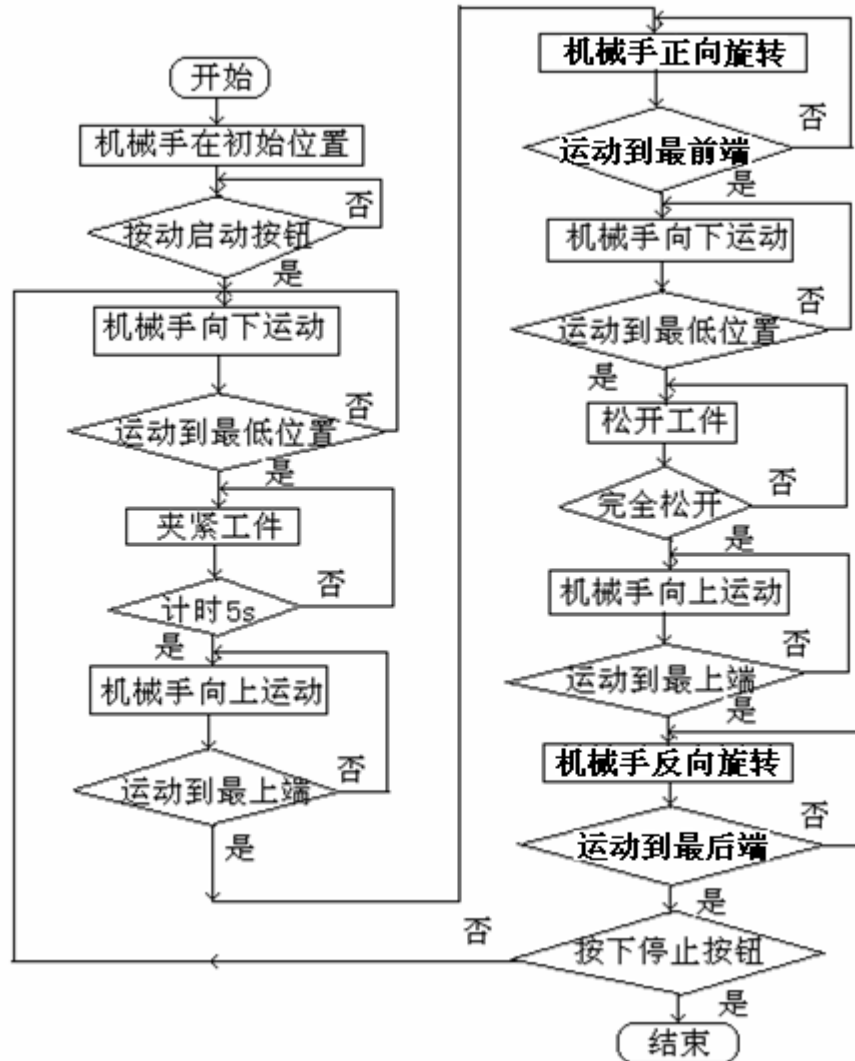 开始
机械手在初始位置
否
按动启动按钮
是
机械手向下运动
否
运动到最低位置
是
夹紧工件
否
计时5s
是
机械手向上运动
否
运动到最上端
是
机械手正向旋转
否
运动到最前端
是
机械手向下运动
否
运动到最低位置
是
松开工件
否
完全松开
是
机械手向上运动
否
运动到最上端
是
机械手反向旋转
否
运动到最后端
是
否
按下停止按钮
是
结束